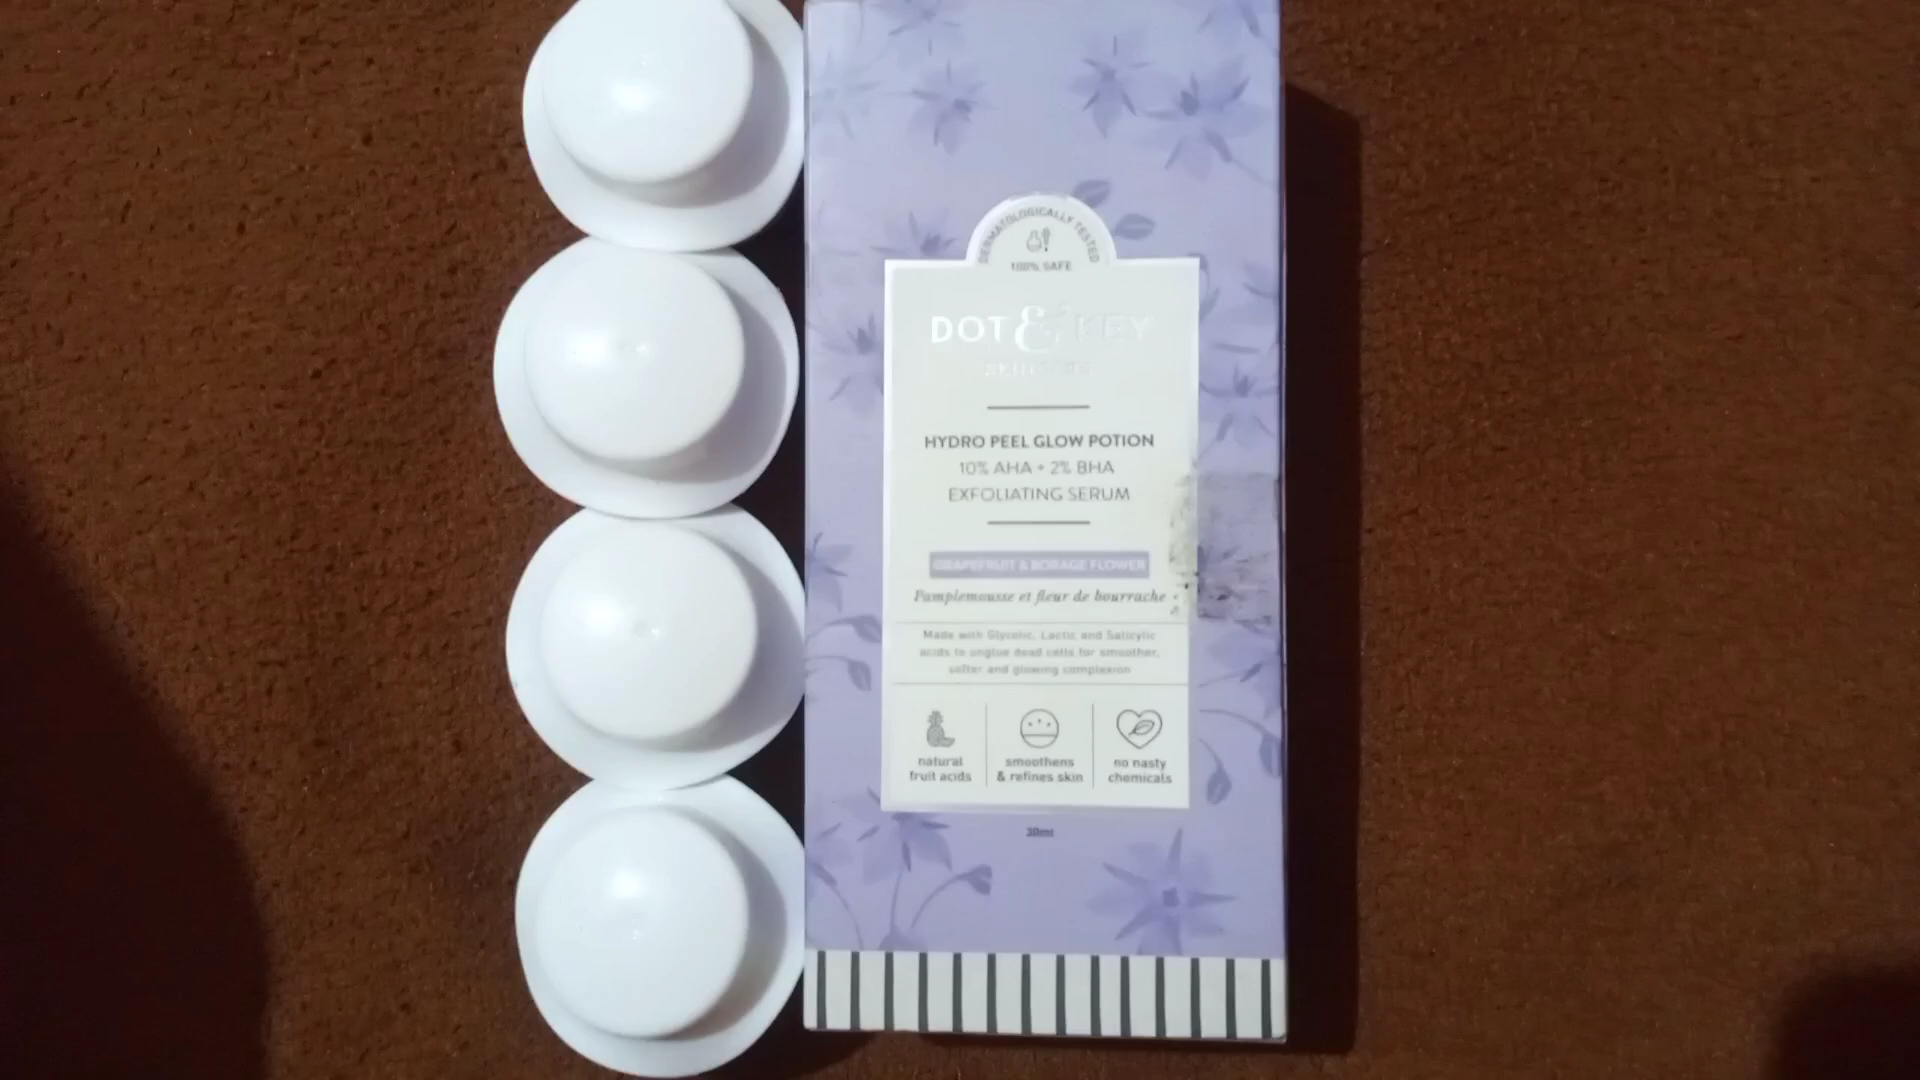 DERMATOLOGICALLY TESTED
100% SAFE
DOT & KEY
SKINCARE
HYDRO PEEL GLOW POTION
10% AHA + 2% BHA
EXFOLIATING SERUM
GRAPEFRUIT & BORAGE FLOWER
Pamplemousse et fleur de bourrache
Made with Glycolic, Lactic and Salicylic
acids to unglue dead cells for smoother,
softer and glowing complexion
natural
fruit acids
smoothens
& refines skin
no nasty
chemicals
30ml